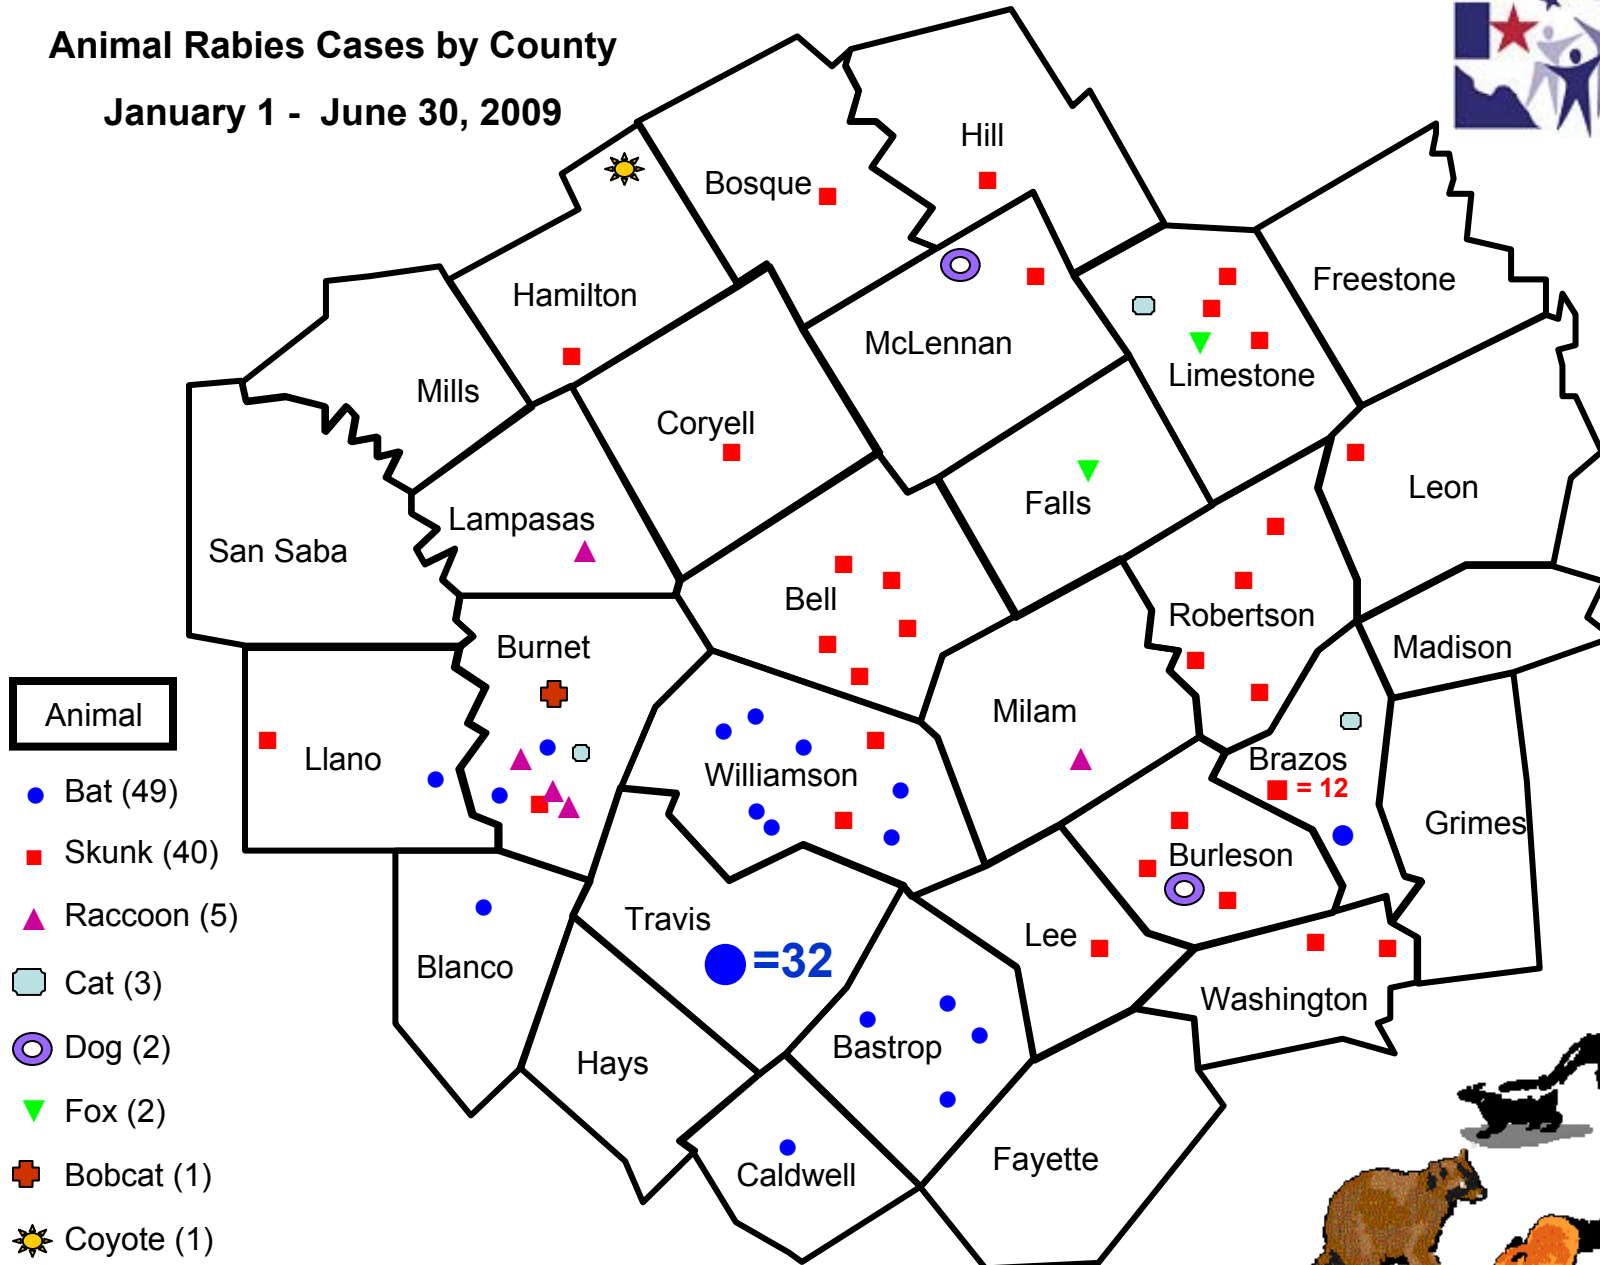 Animal Rabies Cases by County
January 1 - June 30, 2009
Hill
Bosque
Freestone
Hamilton
McLennan
Limestone
Mills
Coryell
Leon
Falls
Lampasas
San Saba
Bell
Robertson
Burnet
Madison
Milam
Animal
Llano
Brazos
Williamson
= 12
Bat (49)
Grimes
Skunk (40)
Burleson
Raccoon (5)
Travis
Lee
=32
Blanco
Cat (3)
Washington
Dog (2)
Bastrop
Hays
Fox (2)
Fayette
Caldwell
Bobcat (1)
Coyote (1)